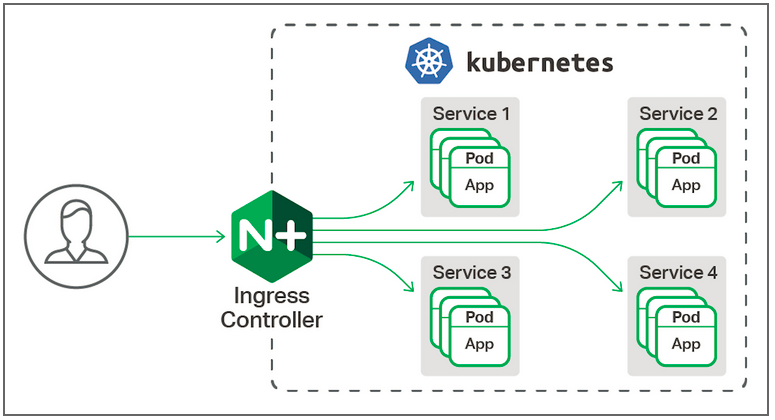 kubernetes
Service 1
Pod
App
Service 2
Pod
App
N+
Ingress
Controller
Service 3
Pod
App
Service 4
Pod
App